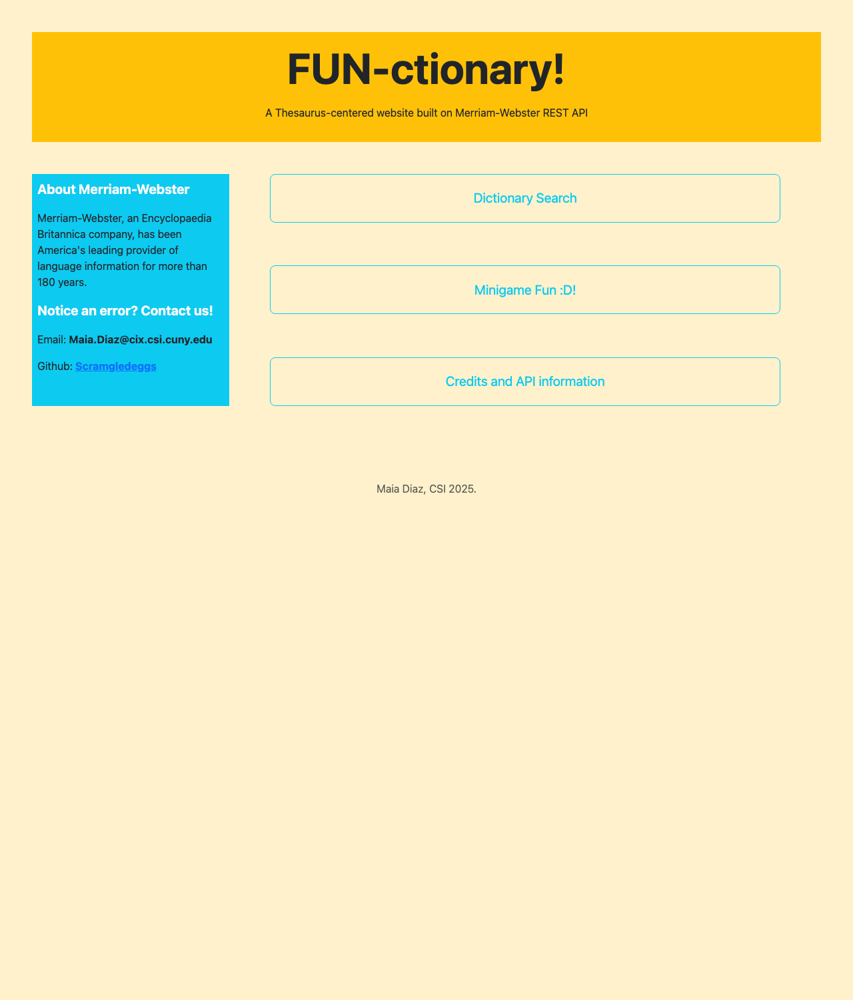 FUN-ctionary!
A Thesaurus-centered website built on Merriam-Webster REST API
About Merriam-Webster
Merriam-Webster, an Encyclopaedia
Britannica company, has been
America's leading provider of
language information for more than
180 years.
Notice an error? Contact us!
Email: Maia.Diaz@cix.csi.cuny.edu
Github: Scramgledeggs
Dictionary Search
Minigame Fun :D!
Credits and API information
Maia Diaz, CSI 2025.